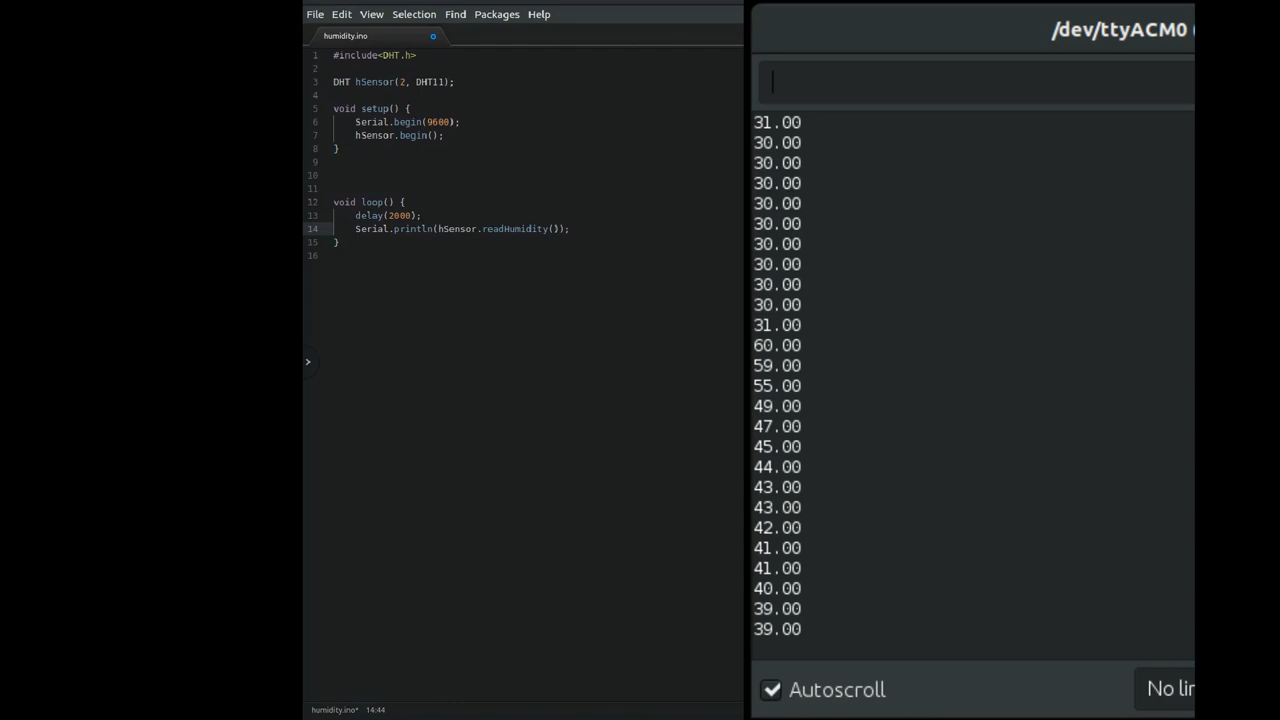 File Edit View Selection Find Packages Help
humidity.ino
1 #include<DHT.h>
2
3 DHT hSensor(2, DHT11);
4
5 void setup() {
6 Serial.begin(9600);
7 hSensor.begin();
8 }
9
10
11
12 void loop() {
13 delay(2000);
14 Serial.println(hSensor.readHumidity());
15 }
16
humidity.ino* 14:44
/dev/ttyACM0
31.00
30.00
30.00
30.00
30.00
30.00
30.00
30.00
30.00
30.00
31.00
60.00
59.00
55.00
49.00
47.00
45.00
44.00
43.00
43.00
42.00
41.00
41.00
40.00
39.00
39.00
Autoscroll
No